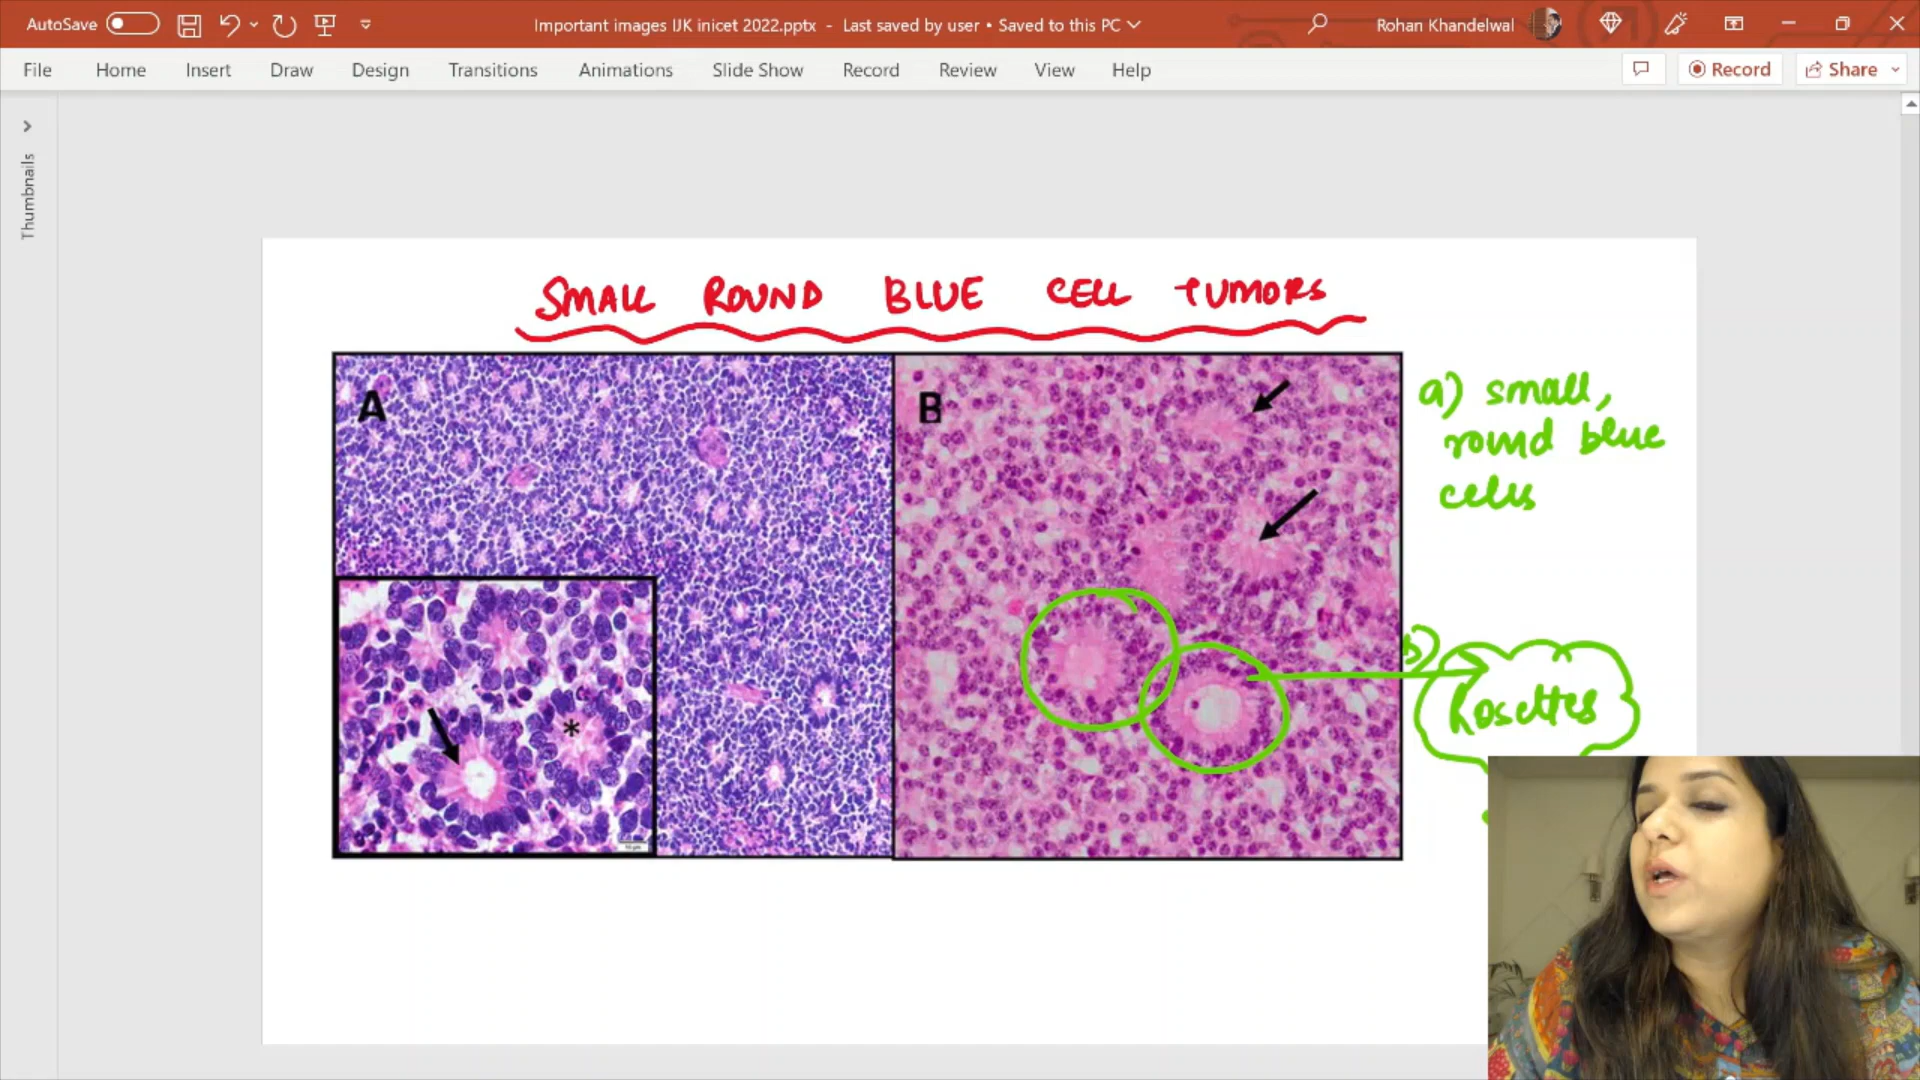 AutoSave
Important images IJK inicet 2022.pptx - Last saved by user • Saved to this PC
Rohan Khandelwal
File Home Insert Draw Design Transitions Animations Slide Show Record Review View Help
Record Share
Thumbnails
SMALL ROUND BLUE CELL TUMORS
A
B
*
a) small,
round blue
cells
b)
Rosettes